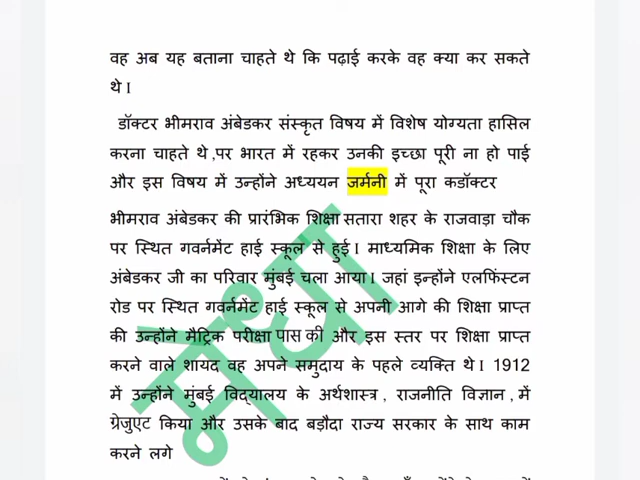 वह अब यह बताना चाहते थे कि पढ़ाई करके वह क्या कर सकते
थे I
डॉक्टर भीमराव अंबेडकर संस्कृत विषय में विशेष योग्यता हासिल
करना चाहते थे ,पर भारत में रहकर उनकी इच्छा पूरी ना हो पाई
और इस विषय में उन्होंने अध्ययन जर्मनी में पूरा कडॉक्टर
भीमराव अंबेडकर की प्रारंभिक शिक्षा सतारा शहर के राजवाड़ा चौक
पर स्थित गवर्नमेंट हाई स्कूल से हुई I माध्यमिक शिक्षा के लिए
अंबेडकर जी का परिवार मुंबई चला आया I जहां इन्होंने एलफिंस्टन
रोड पर स्थित गवर्नमेंट हाई स्कूल से अपनी आगे की शिक्षा प्राप्त
की उन्होंने मैट्रिक परीक्षा पास की और इस स्तर पर शिक्षा प्राप्त
करने वाले शायद वह अपने समुदाय के पहले व्यक्ति थे I 1912
में उन्होंने मुंबई विद्यालय के अर्थशास्त्र , राजनीति विज्ञान , में
ग्रेजुएट किया और उसके बाद बड़ौदा राज्य सरकार के साथ काम
करने लगे
मेधा